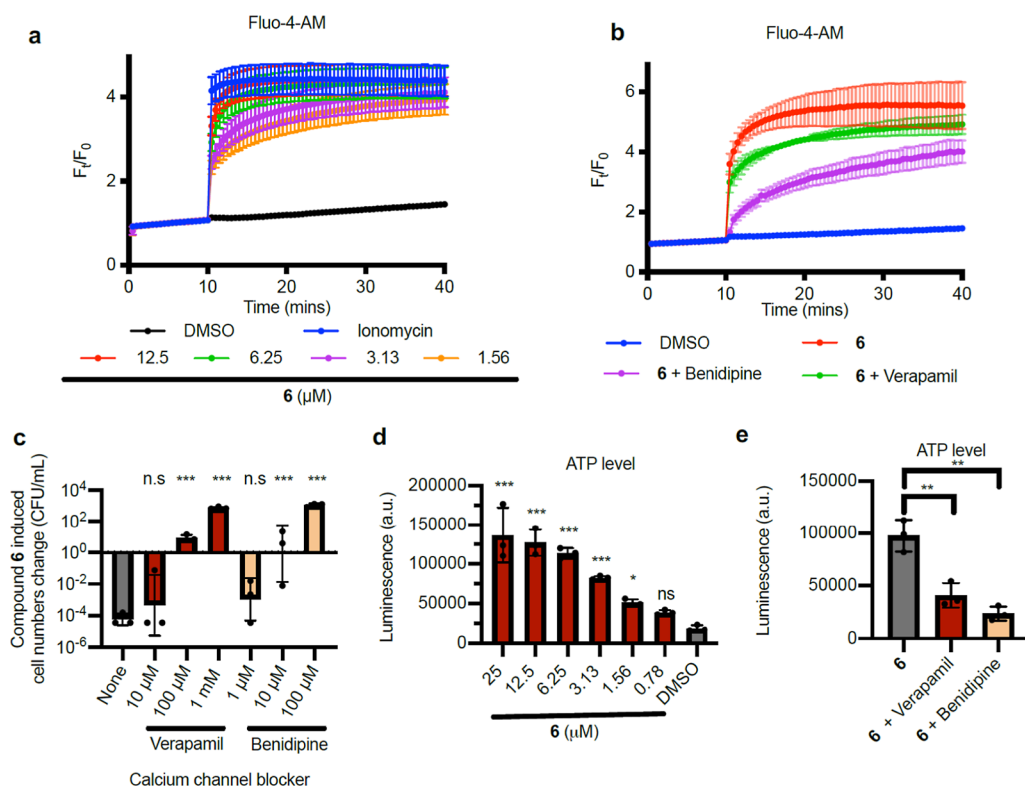 a
Fluo-4-AM
Ft/F0
4
2
0
0 10 20 30 40
Time (mins)
DMSO
Ionomycin
12.5 6.25 3.13 1.56
6 (µM)
b
Fluo-4-AM
Ft/F0
6
4
2
0
0 10 20 30 40
Time (mins)
DMSO
6
6 + Benidipine
6 + Verapamil
c
n.s *** *** n.s *** ***
Compound 6 induced
cell numbers change (CFU/mL)
10^4
10^2
10^0
10^-2
10^-4
10^-6
None 10 µM 100 µM 1 mM 1 µM 10 µM 100 µM
Verapamil Benidipine
Calcium channel blocker
d
ATP level
*** *** *** *** * ns
Luminescence (a.u.)
200000
150000
100000
50000
0
25 12.5 6.25 3.13 1.56 0.78 DMSO
6 (µM)
e
ATP level
**
**
Luminescence (a.u.)
150000
100000
50000
0
6 6 + Verapamil 6 + Benidipine